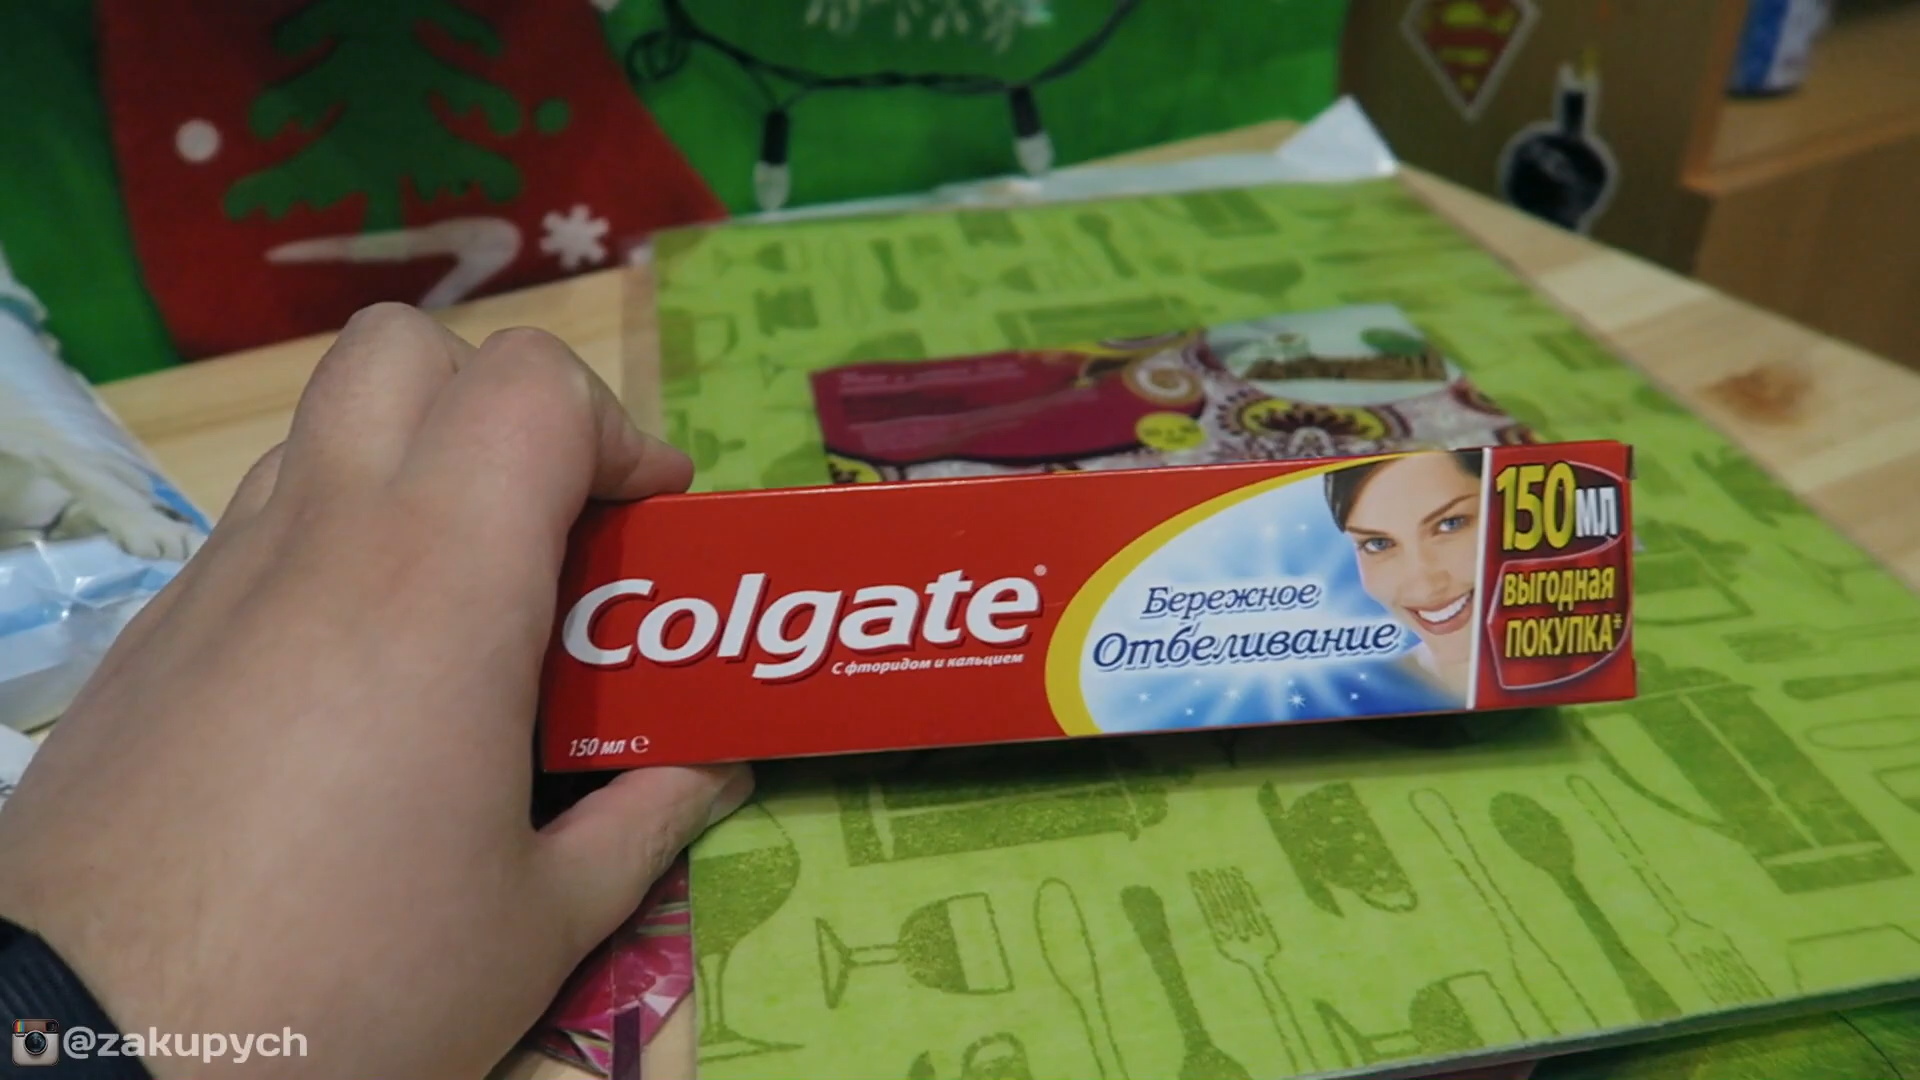 Colgate®
С фторидом и кальцием
150 мл е
Бережное
Отбеливание
150мл
ВЫГОДНАЯ
ПОКУПКА*
@zakupych